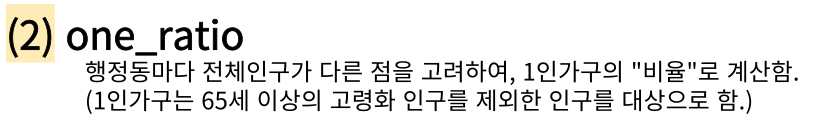 (2) one_ratio
행정동마다 전체인구가 다른 점을 고려하여, 1인가구의 "비율"로 계산함.
(1인가구는 65세 이상의 고령화 인구를 제외한 인구를 대상으로 함.)